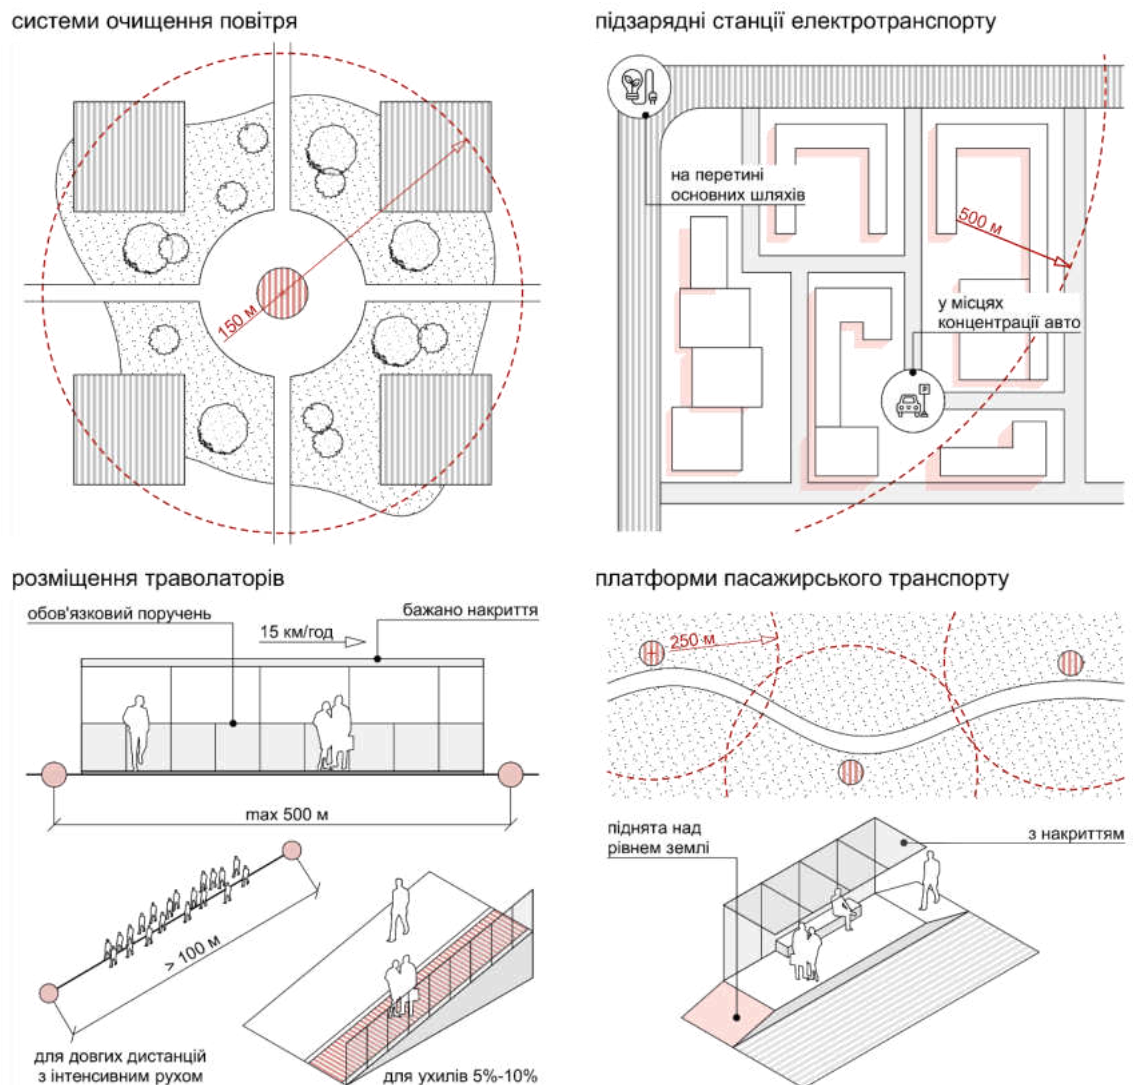 системи очищення повітря
150 м
підзарядні станції електротранспорту
на перетині
основних шляхів
500 м
у місцях
концентрації авто
P
розміщення траволаторів
обов'язковий поручень
15 км/год
бажано накриття
max 500 м
> 100 м
для довгих дистанцій
з інтенсивним рухом
для ухилів 5%-10%
платформи пасажирського транспорту
250 м
піднята над
рівнем землі
з накриттям